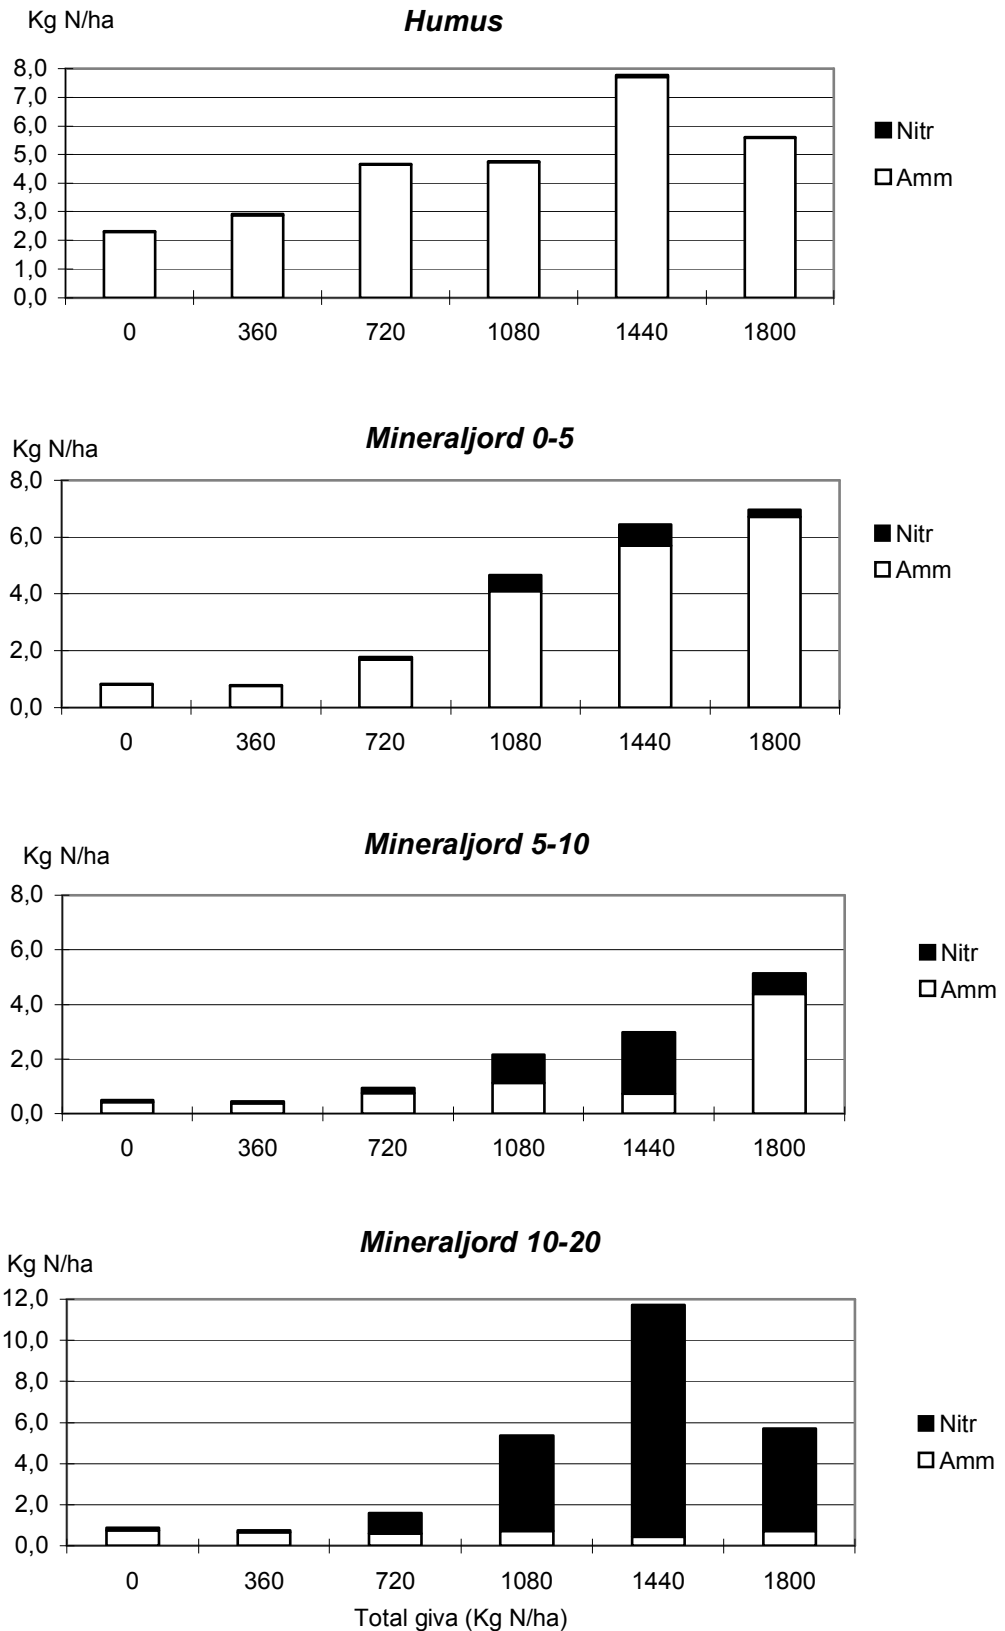 Kg N/ha
Humus
8,0
7,0
6,0
5,0
4,0
3,0
2,0
1,0
0,0
0 360 720 1080 1440 1800
Nitr
Amm
Kg N/ha
Mineraljord 0-5
8,0
6,0
4,0
2,0
0,0
0 360 720 1080 1440 1800
Nitr
Amm
Kg N/ha
Mineraljord 5-10
8,0
6,0
4,0
2,0
0,0
0 360 720 1080 1440 1800
Nitr
Amm
Kg N/ha
Mineraljord 10-20
12,0
10,0
8,0
6,0
4,0
2,0
0,0
0 360 720 1080 1440 1800
Total giva (Kg N/ha)
Nitr
Amm